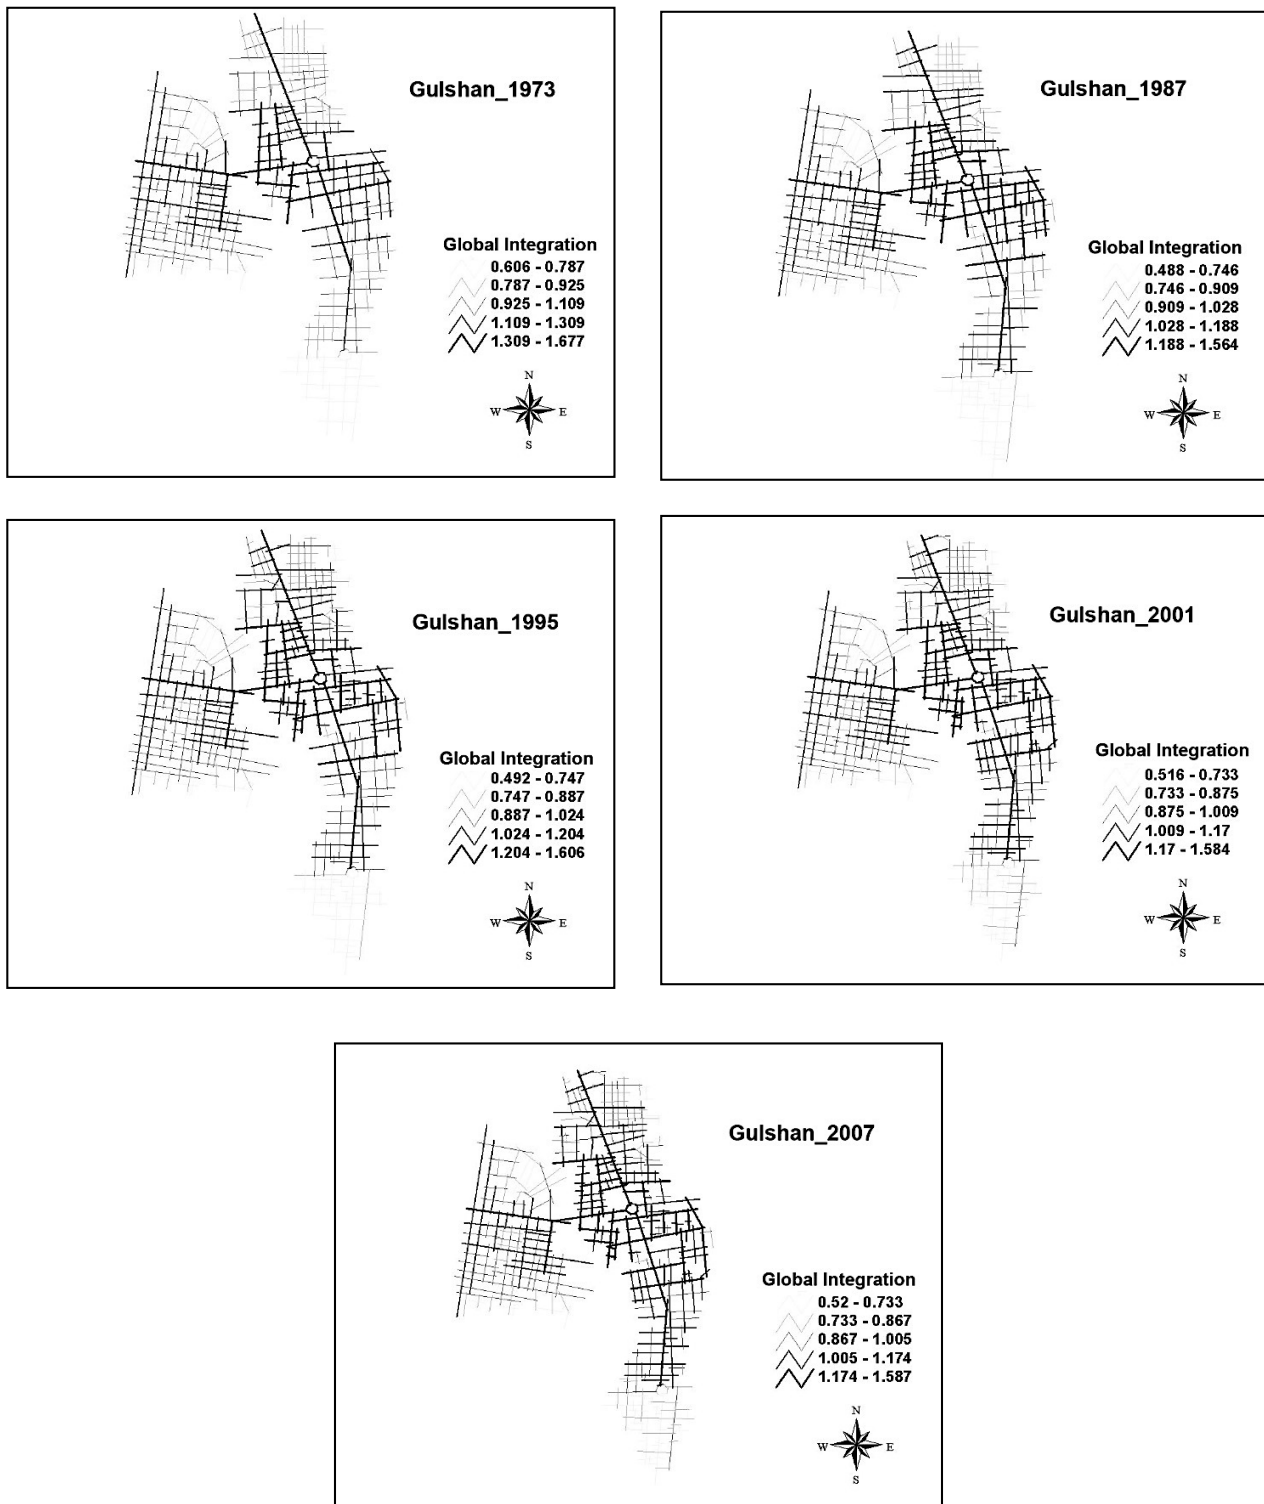 Gulshan_1973
Global Integration
0.606 - 0.787
0.787 - 0.925
0.925 - 1.109
1.109 - 1.309
1.309 - 1.677
N
W E
S
Gulshan_1987
Global Integration
0.488 - 0.746
0.746 - 0.909
0.909 - 1.028
1.028 - 1.188
1.188 - 1.564
N
W E
S
Gulshan_1995
Global Integration
0.492 - 0.747
0.747 - 0.887
0.887 - 1.024
1.024 - 1.204
1.204 - 1.606
N
W E
S
Gulshan_2001
Global Integration
0.516 - 0.733
0.733 - 0.875
0.875 - 1.009
1.009 - 1.17
1.17 - 1.584
N
W E
S
Gulshan_2007
Global Integration
0.52 - 0.733
0.733 - 0.867
0.867 - 1.005
1.005 - 1.174
1.174 - 1.587
N
W E
S